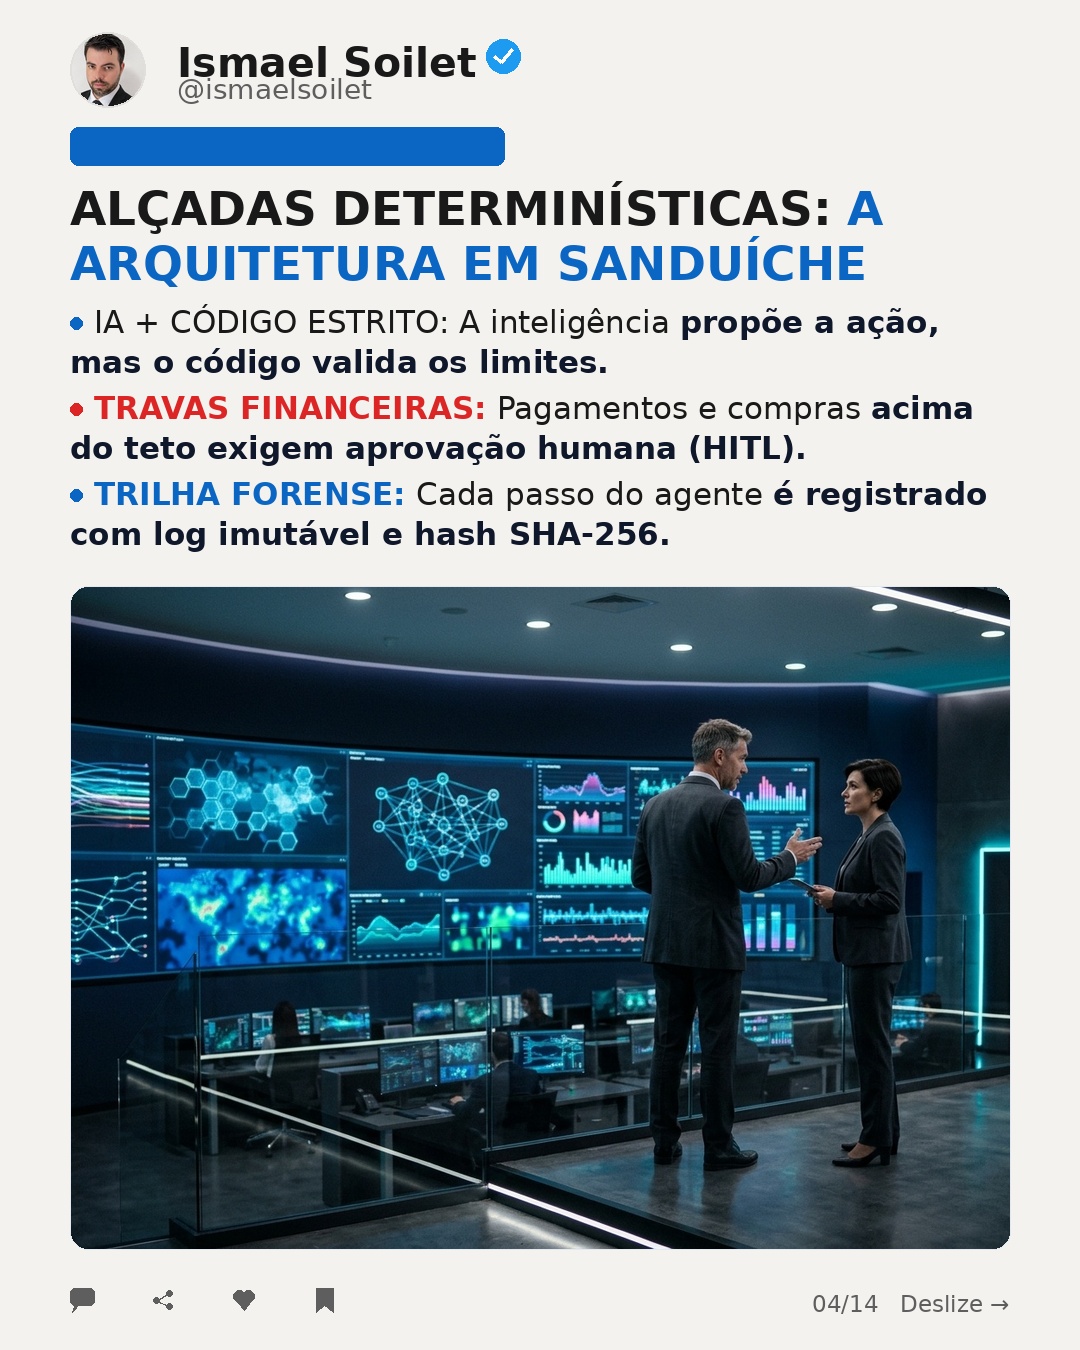 Ismael Soilet
@ismaelsoilet
ALÇADAS DETERMINÍSTICAS: A
ARQUITETURA EM SANDUÍCHE
• IA + CÓDIGO ESTRITO: A inteligência propõe a ação,
mas o código valida os limites.
• TRAVAS FINANCEIRAS: Pagamentos e compras acima
do teto exigem aprovação humana (HITL).
• TRILHA FORENSE: Cada passo do agente é registrado
com log imutável e hash SHA-256.
04/14 Deslize →